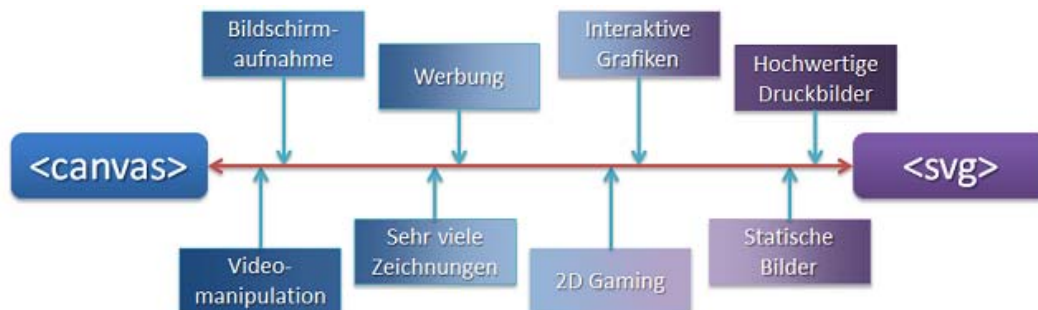 Bildschirm-
aufnahme
Werbung
Interaktive
Grafiken
Hochwertige
Druckbilder
<canvas>
<svg>
Video-
manipulation
Sehr viele
Zeichnungen
2D Gaming
Statische
Bilder